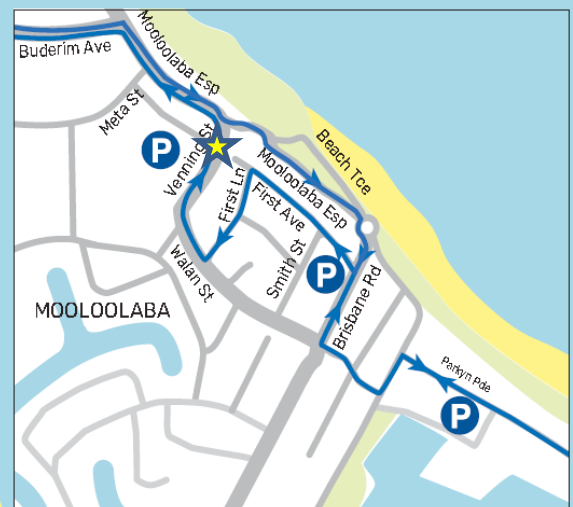 Mooloolaba Esp
Buderim Ave
Meta St
P
Venning St
Beach Tce
Mooloolaba Esp
First Ln
First Ave
Walan St
Smith St
P
Brisbane Rd
MOOLOOLABA
Parkyn Pde
P